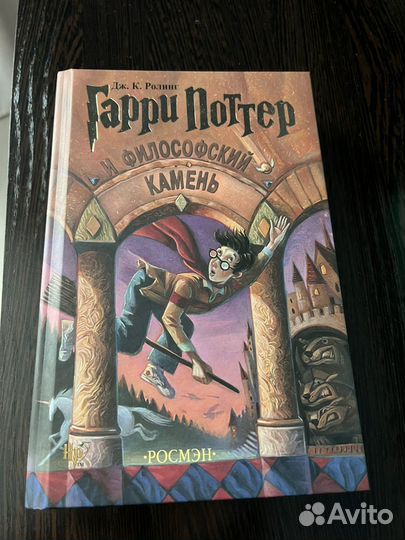 Дж. К. Ролинг
Гарри Поттер
и философский
камень
·РОСМЭН·
Avito